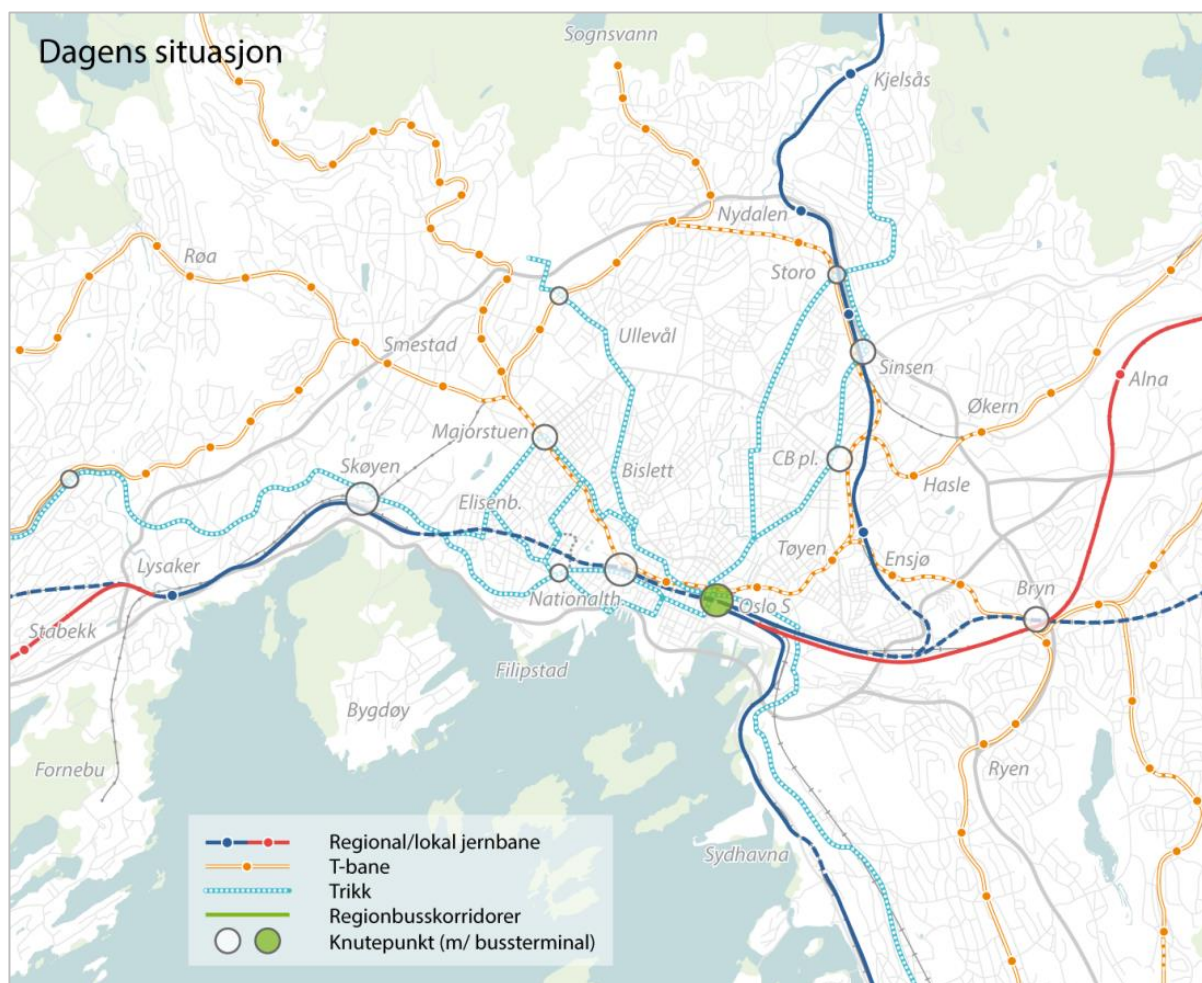 Dagens situasjon
Sognsvann
Kjelsås
Nydalen
Røa
Storo
Ullevål
Smestad
Sinsen
Alna
Økern
Majorstuen
Skøyen
Bislett
CB pl.
Hasle
Elisenb.
Tøyen
Ensjø
Lysaker
Bryn
Nationalth
Oslo S
Stabekk
Filipstad
Bygdøy
Fornebu
Ryen
Sydhavna
Regional/lokal jernbane
T-bane
Trikk
Regionbusskorridorer
Knutepunkt (m/ bussterminal)